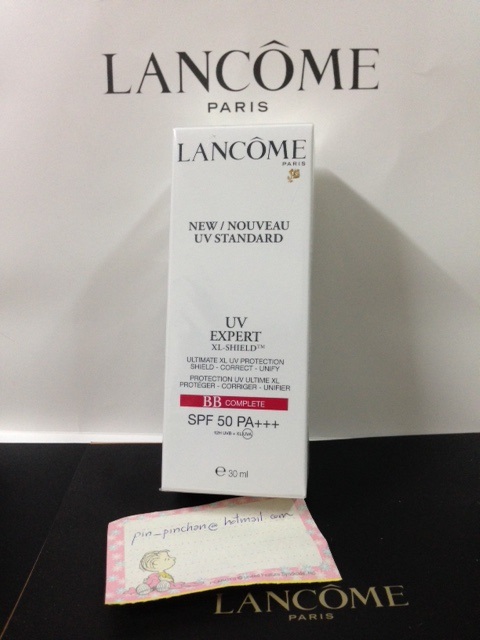 LANCÔME
PARIS
LANCÔME
PARIS
NEW / NOUVEAU
UV STANDARD
UV
EXPERT
XL-SHIELD™
ULTIMATE XL UV PROTECTION
SHIELD - CORRECT - UNIFY
PROTECTION UV ULTIME XL
PROTEGER - CORRIGER - UNIFIER
BB COMPLETE
SPF 50 PA+++
℮ 30 ml
pin_pinchan@hotmail.com
LANCÔME
PARIS